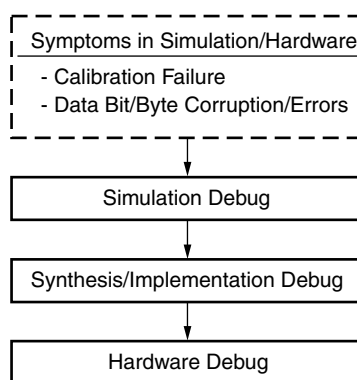 Symptoms in Simulation/Hardware
- Calibration Failure
- Data Bit/Byte Corruption/Errors
Simulation Debug
Synthesis/Implementation Debug
Hardware Debug